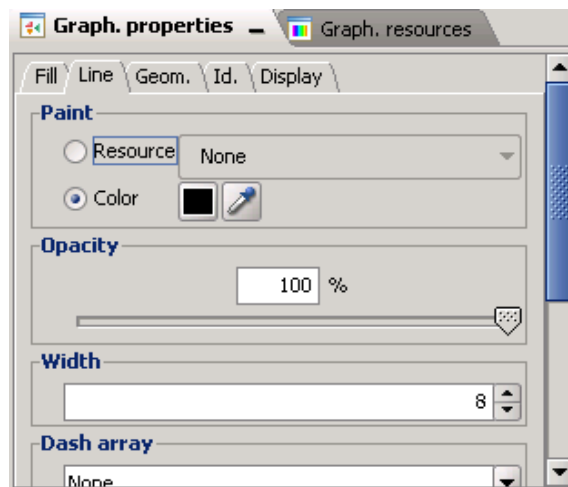 Graph. properties Graph. resources
Fill Line Geom. Id. Display
Paint
Resource None
Color
Opacity
100 %
Width
8
Dash array
None